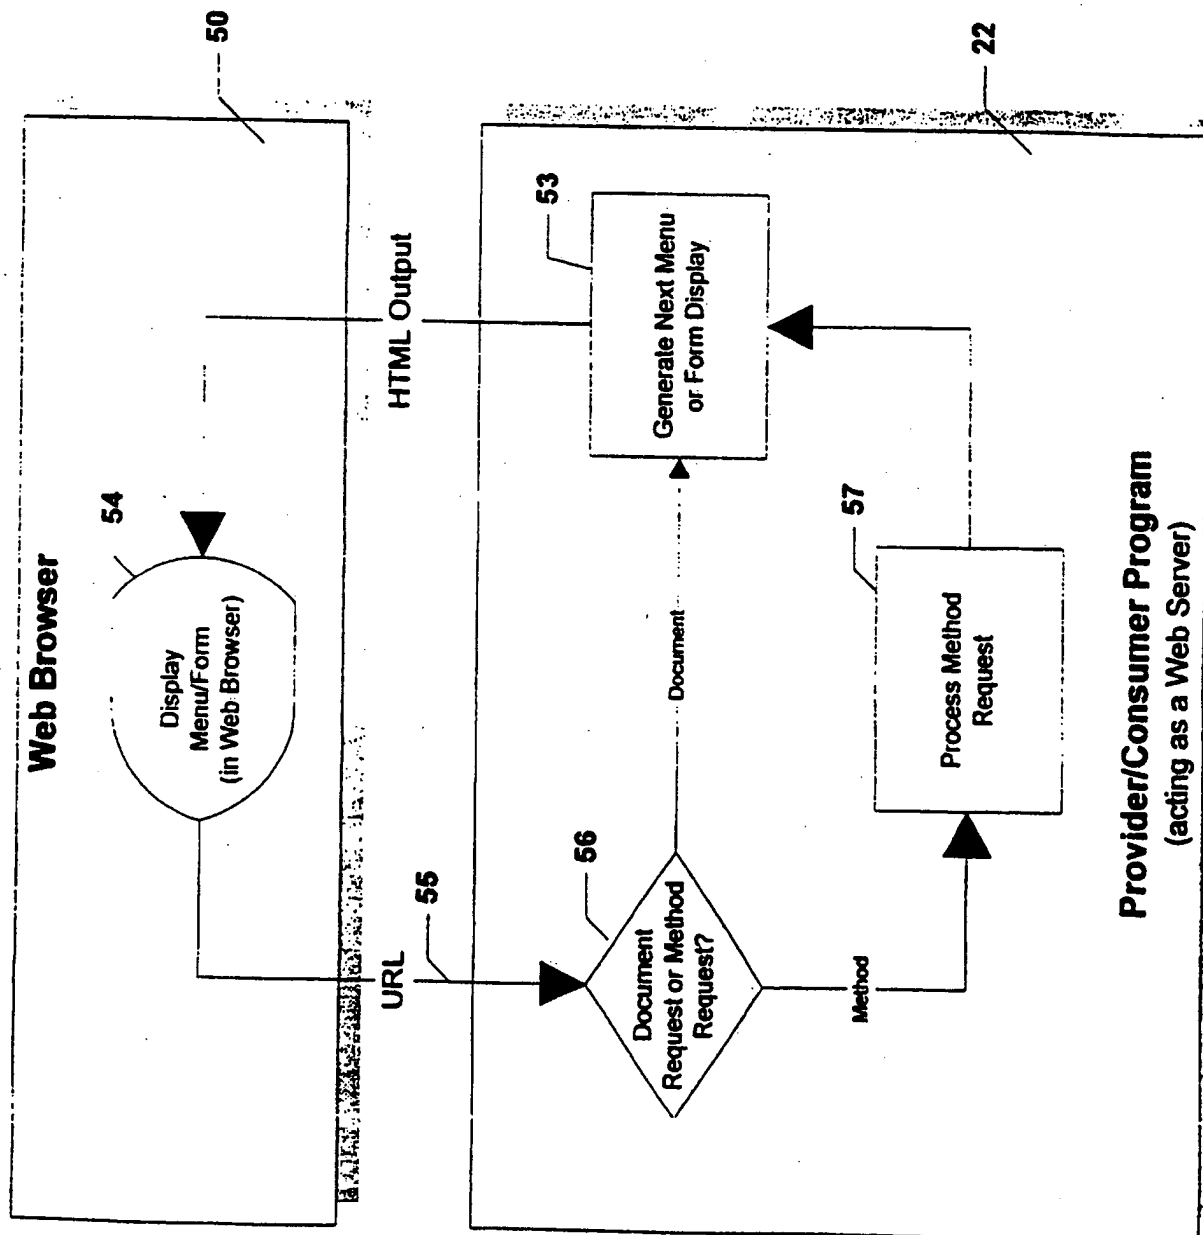 Web Browser
50
54
Display
Menu/Form
(in Web Browser)
URL
55
HTML Output
56
Document
Request or Method
Request?
Document
53
Generate Next Menu
or Form Display
Method
57
Process Method
Request
22
Provider/Consumer Program
(acting as a Web Server)